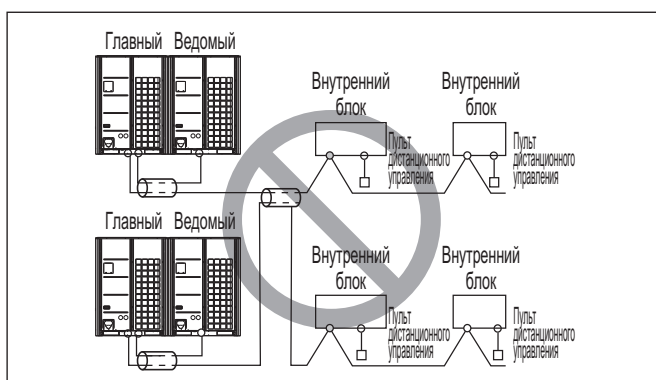 Главный Ведомый
Внутренний
блок
Внутренний
блок
Пульт
дистанционного
управления
Пульт
дистанционного
управления
Главный Ведомый
Внутренний
блок
Внутренний
блок
Пульт
дистанционного
управления
Пульт
дистанционного
управления